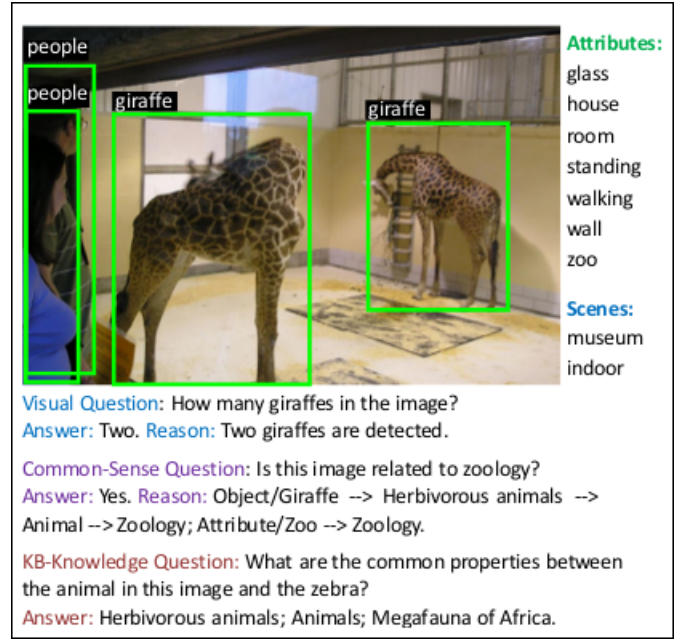 people
people
giraffe
giraffe
Attributes:
glass
house
room
standing
walking
wall
zoo
Scenes:
museum
indoor
Visual Question: How many giraffes in the image?
Answer: Two. Reason: Two giraffes are detected.
Common-Sense Question: Is this image related to zoology?
Answer: Yes. Reason: Object/Giraffe --> Herbivorous animals -->
Animal --> Zoology; Attribute/Zoo --> Zoology.
KB-Knowledge Question: What are the common properties between
the animal in this image and the zebra?
Answer: Herbivorous animals; Animals; Megafauna of Africa.